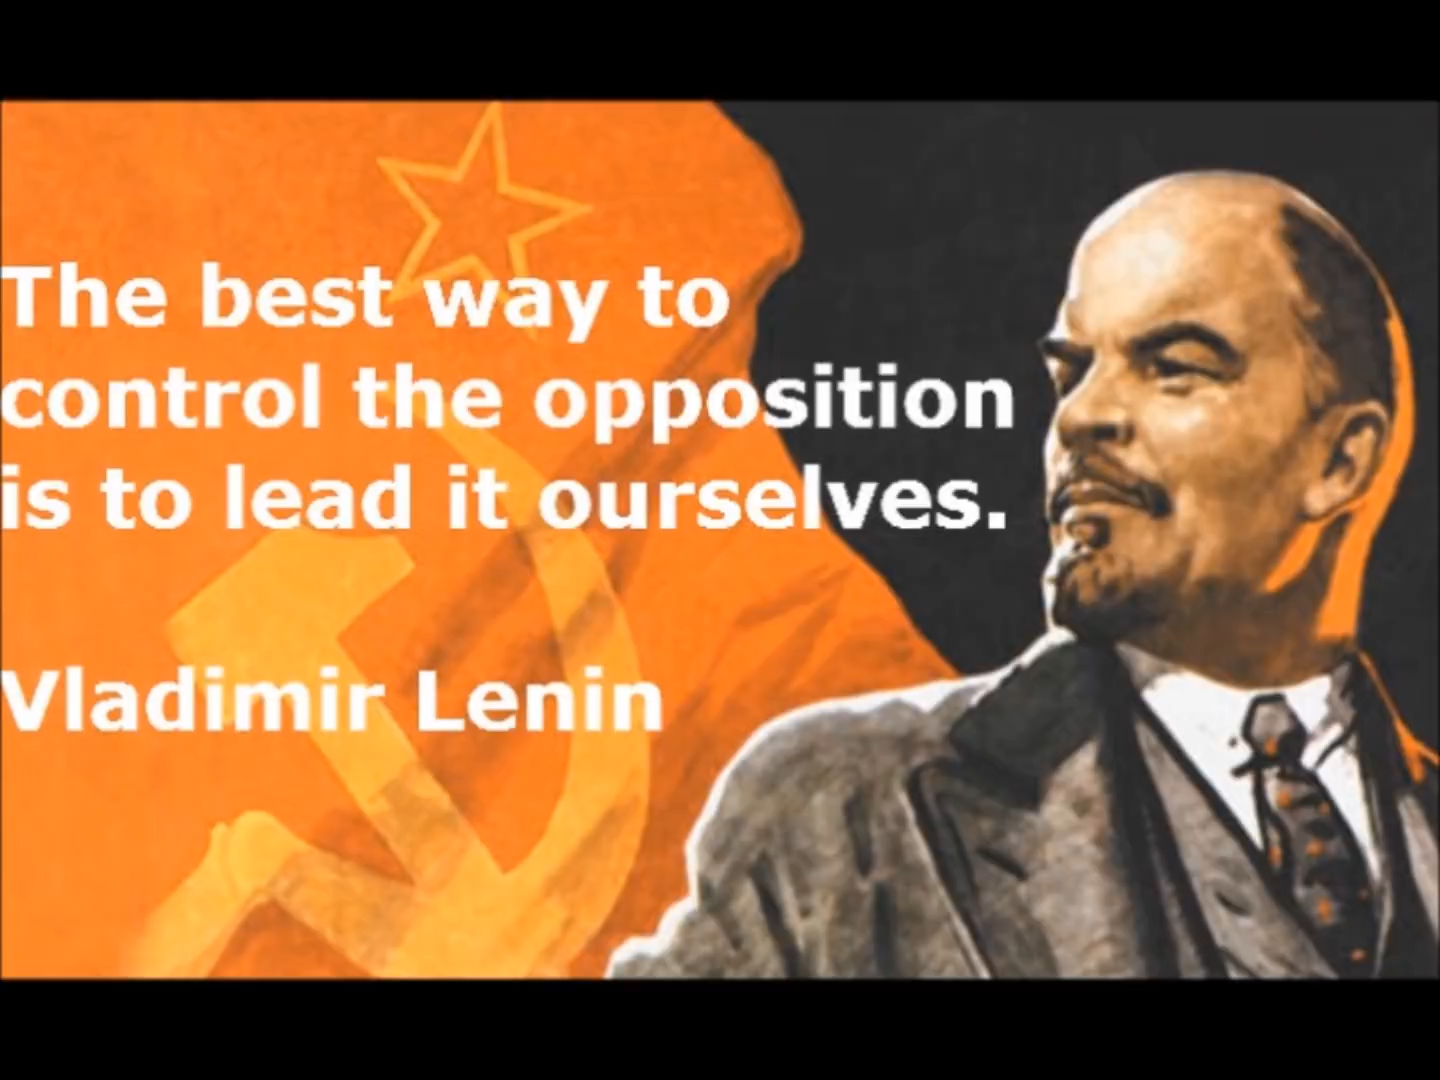 The best way to
control the opposition
is to lead it ourselves.
Vladimir Lenin